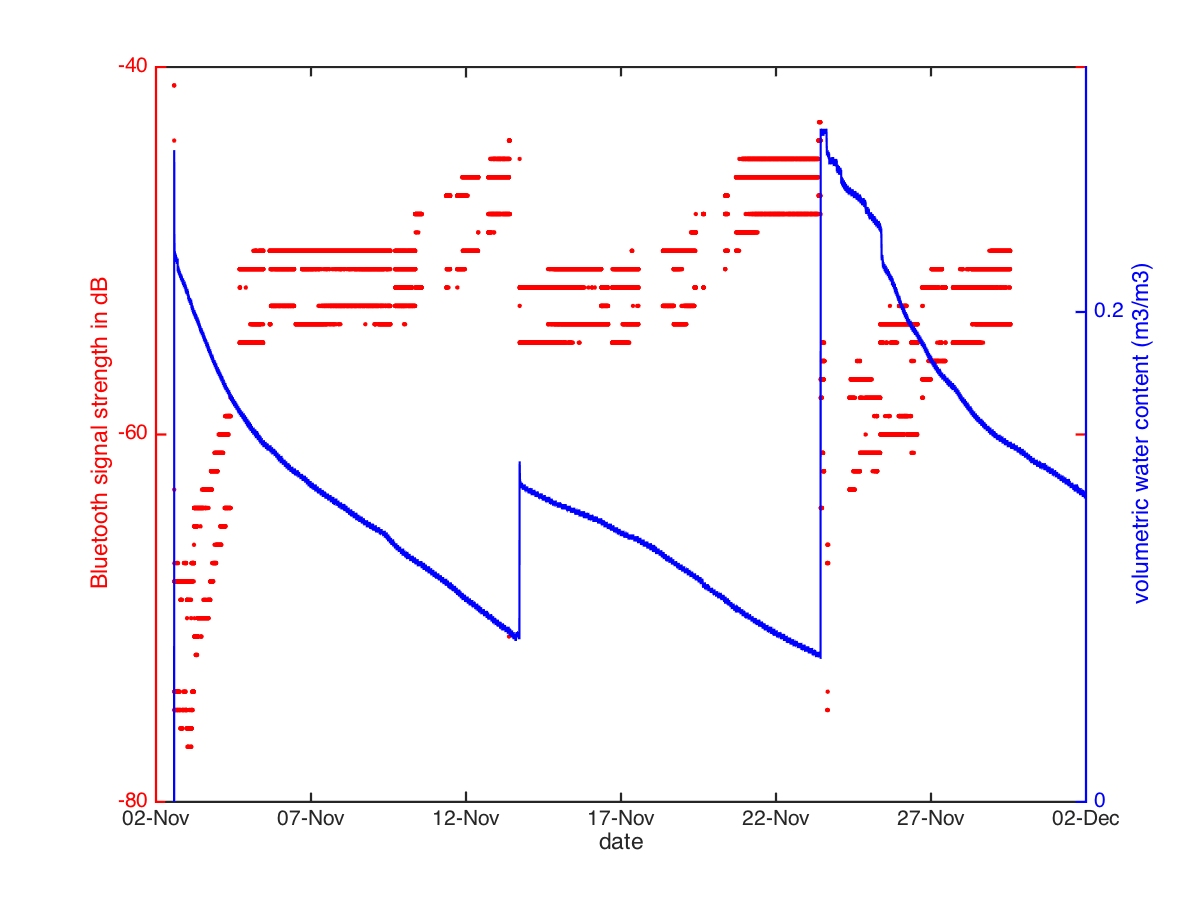 -40
-60
-80
Bluetooth signal strength in dB
0.2
0
volumetric water content (m3/m3)
02-Nov 07-Nov 12-Nov 17-Nov 22-Nov 27-Nov 02-Dec
date